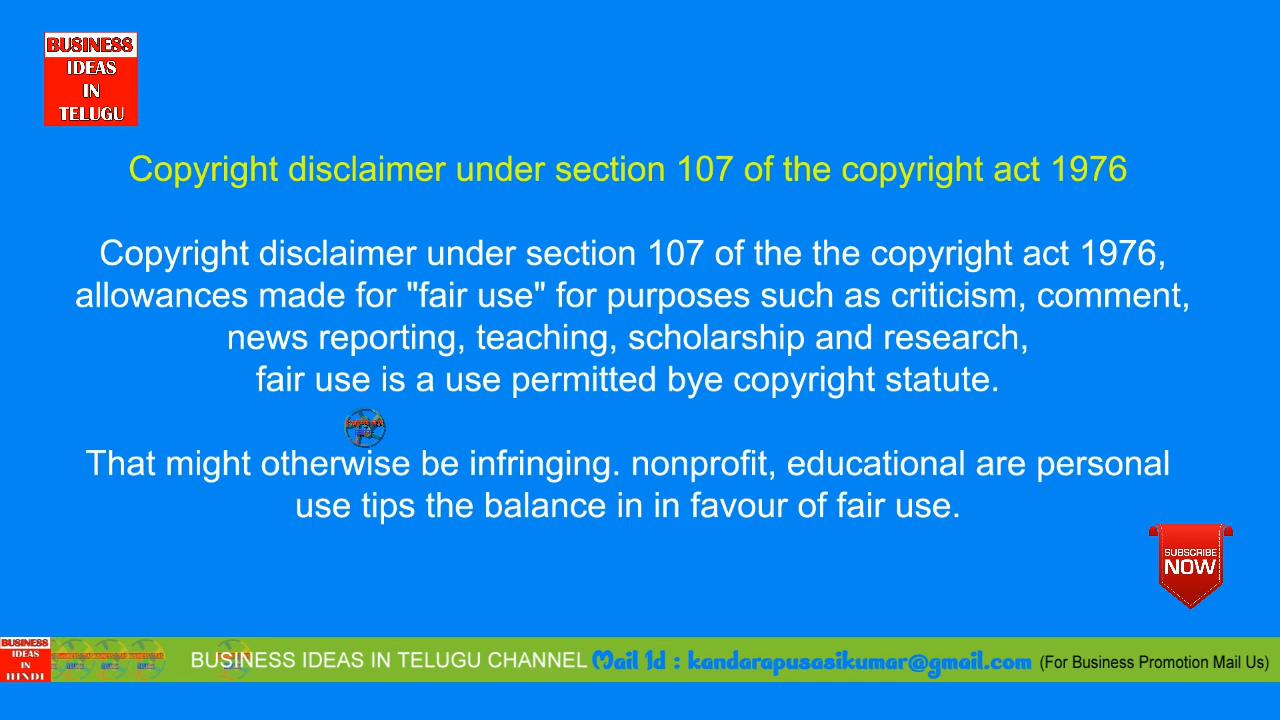 BUSINESS
IDEAS
IN
TELUGU
Copyright disclaimer under section 107 of the copyright act 1976
Copyright disclaimer under section 107 of the the copyright act 1976,
allowances made for "fair use" for purposes such as criticism, comment,
news reporting, teaching, scholarship and research,
fair use is a use permitted bye copyright statute.
That might otherwise be infringing. nonprofit, educational are personal
use tips the balance in in favour of fair use.
SUBSCRIBE
NOW
BUSINESS
IDEAS
IN
HINDI
BUSINESS IDEAS IN TELUGU CHANNEL Mail Id : kandarapusasikumar@gmail.com (For Business Promotion Mail Us)